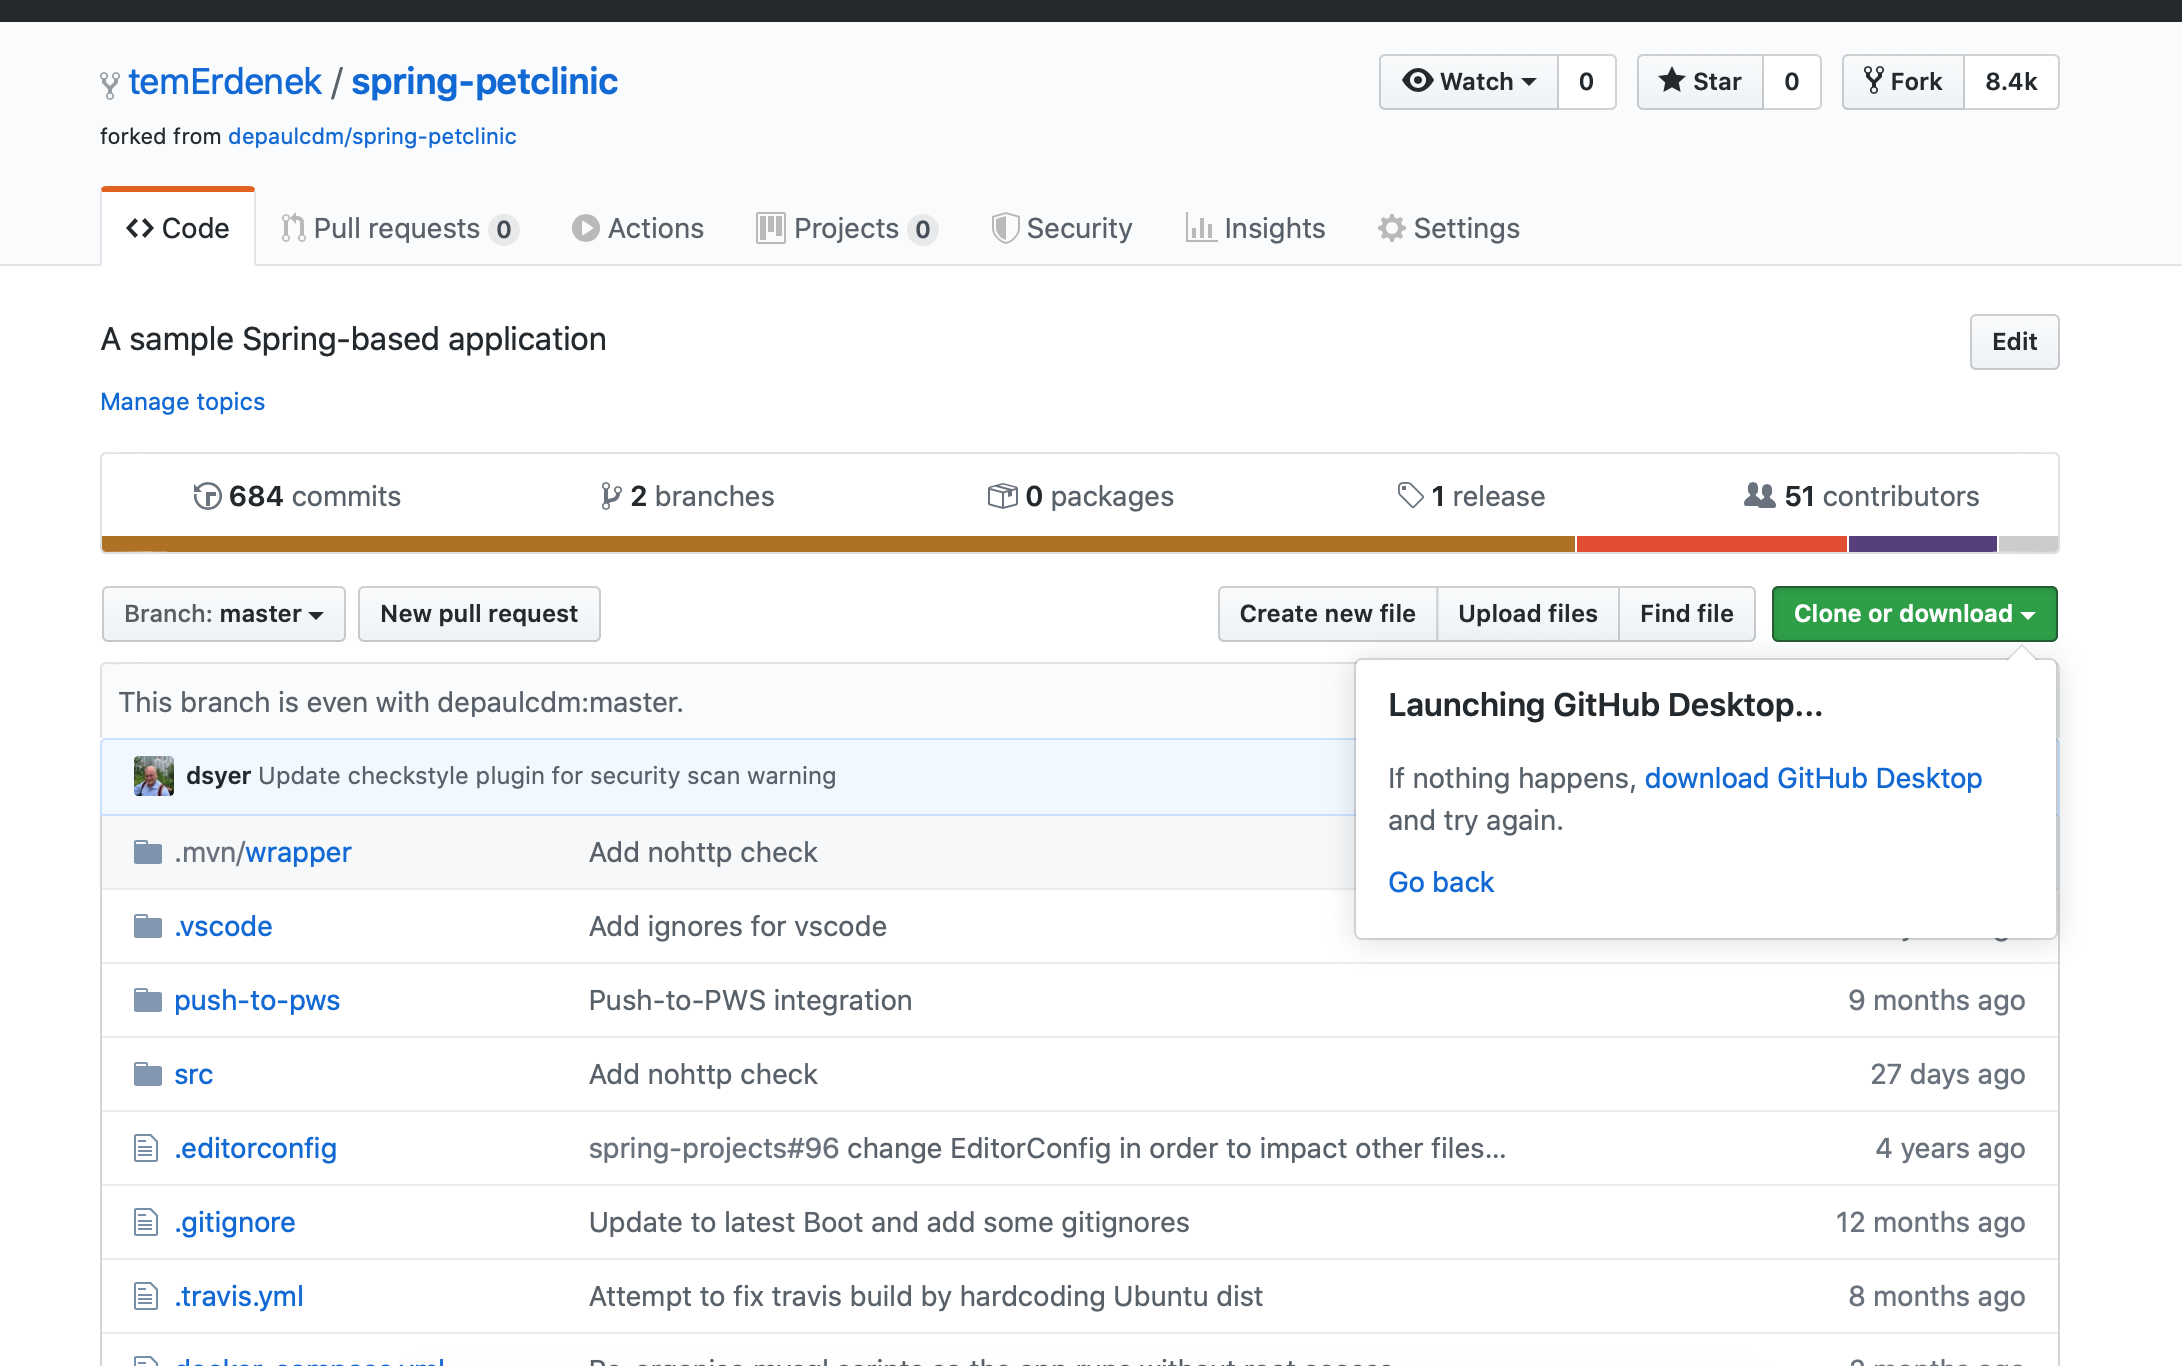 temErdenek / spring-petclinic
Watch 0 Star 0 Fork 8.4k
forked from depaulcdm/spring-petclinic
Code Pull requests 0 Actions Projects 0 Security Insights Settings
A sample Spring-based application
Edit
Manage topics
684 commits 2 branches 0 packages 1 release 51 contributors
Branch: master New pull request Create new file Upload files Find file Clone or download
This branch is even with depaulcdm:master.
Launching GitHub Desktop...
If nothing happens, download GitHub Desktop
and try again.
Go back
dsyer Update checkstyle plugin for security scan warning
.mvn/wrapper Add nohttp check
.vscode Add ignores for vscode
push-to-pws Push-to-PWS integration 9 months ago
src Add nohttp check 27 days ago
.editorconfig spring-projects#96 change EditorConfig in order to impact other files... 4 years ago
.gitignore Update to latest Boot and add some gitignores 12 months ago
.travis.yml Attempt to fix travis build by hardcoding Ubuntu dist 8 months ago